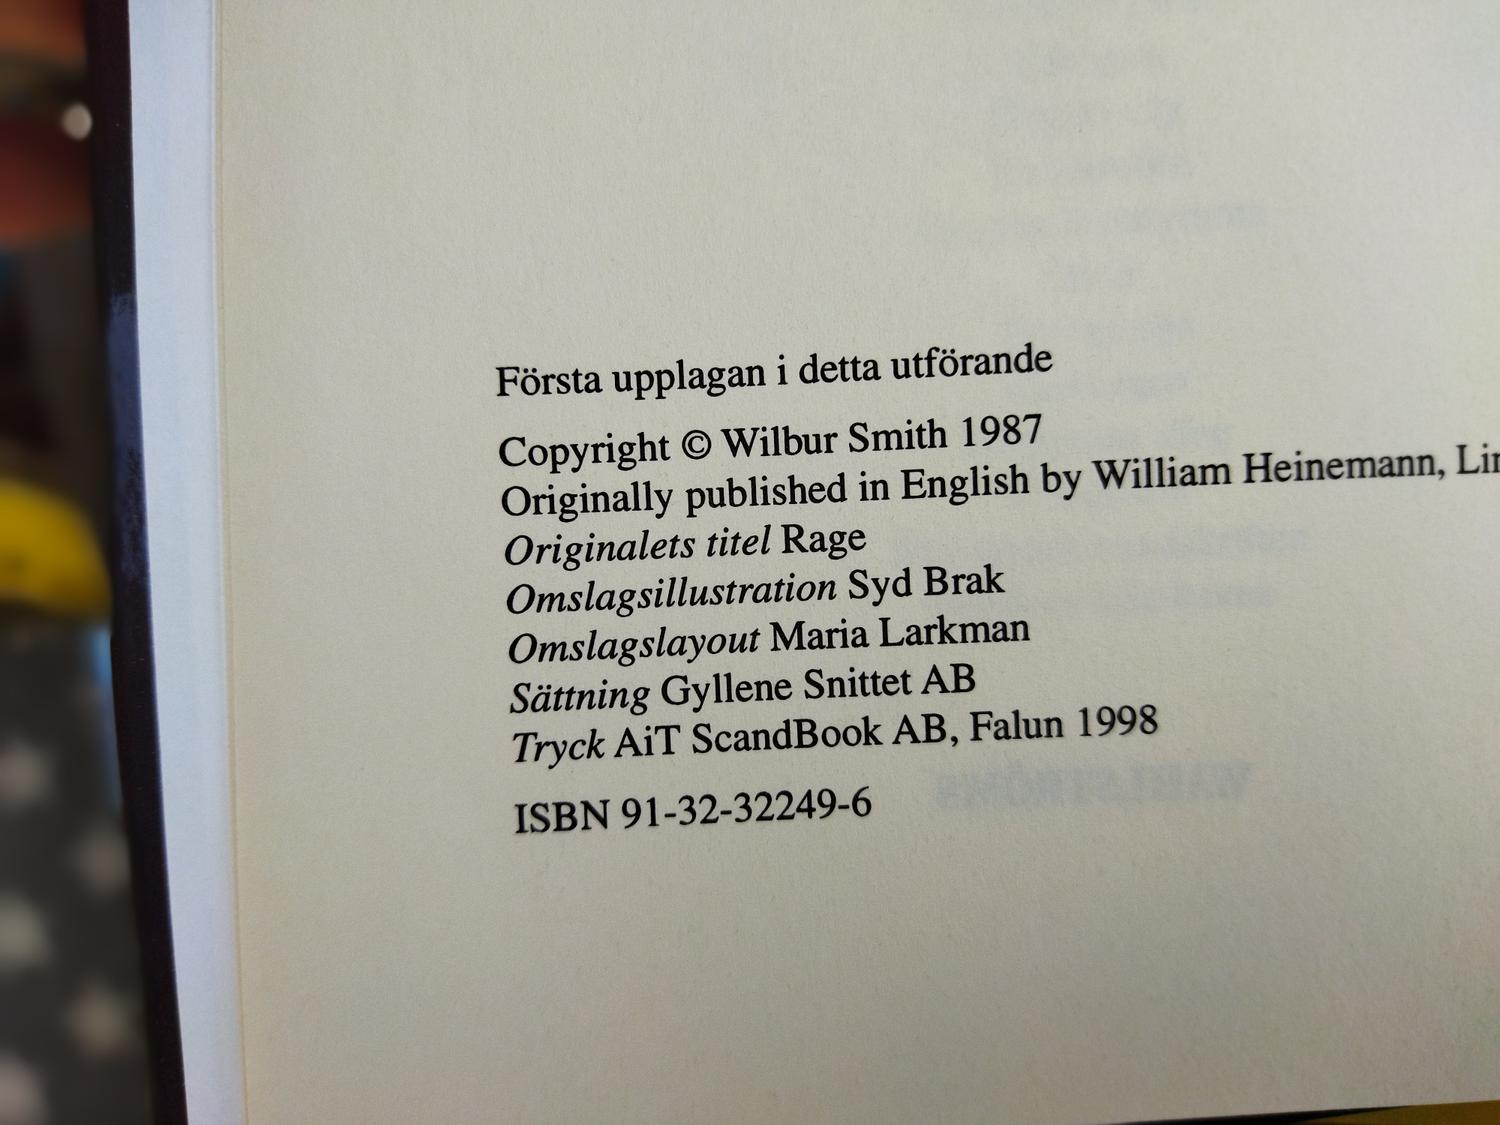 Första upplagan i detta utförande
Copyright © Wilbur Smith 1987
Originally published in English by William Heinemann,
Originalets titel Rage
Omslagsillustration Syd Brak
Omslagslayout Maria Larkman
Sättning Gyllene Snittet AB
Tryck AiT ScandBook AB, Falun 1998
ISBN 91-32-32249-6